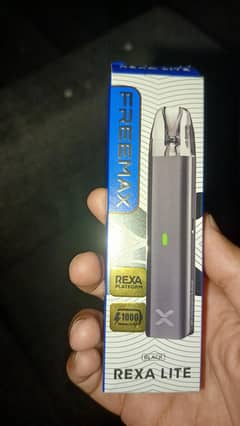 FREEMAX
REXA
PLATFORM
1000
BLACK
REXA LITE